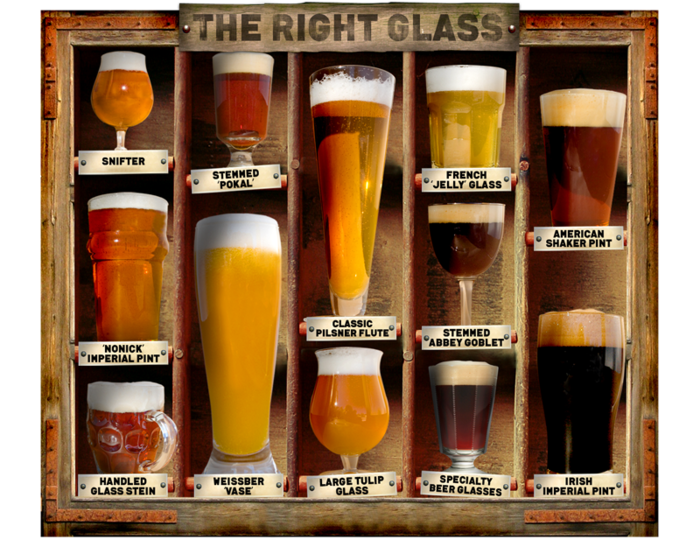 THE RIGHT GLASS
SNIFTER
STEMMED
'POKAL'
CLASSIC
PILSNER FLUTE
FRENCH
'JELLY' GLASS
AMERICAN
SHAKER PINT
'NONICK'
IMPERIAL PINT
STEMMED
ABBEY GOBLET
HANDLED
GLASS STEIN
WEISSBER
VASE
LARGE TULIP
GLASS
SPECIALTY
BEER GLASSES
IRISH
IMPERIAL PINT